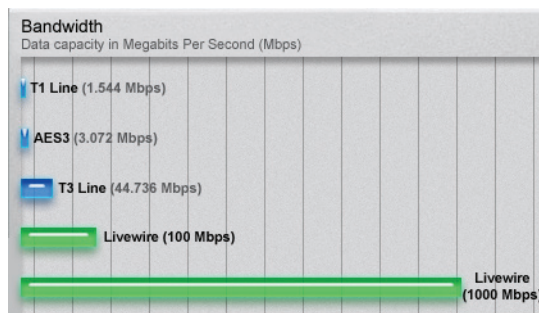 Bandwidth
Data capacity in Megabits Per Second (Mbps)
T1 Line (1.544 Mbps)
AES3 (3.072 Mbps)
T3 Line (44.736 Mbps)
Livewire (100 Mbps)
Livewire
(1000 Mbps)